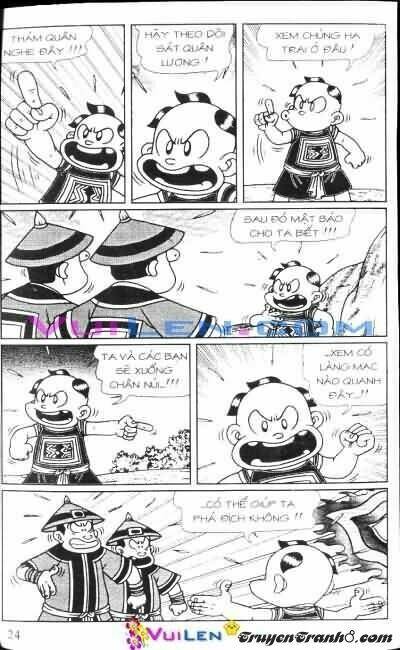 THÁM QUÂN
NGHE ĐÂY !!!
HÃY THEO DÕI
SÁT QUÂN
LƯƠNG !
XEM CHÚNG HẠ
TRẠI Ở ĐÂU !
SAU ĐÓ MẬT BÁO
CHO TA BIẾT !!!
VUILEN.COM
TA VÀ CÁC BẠN
SẼ XUỐNG
CHÂN NÚI...!!!
...XEM CÓ
LÀNG MẠC
NÀO QUANH
ĐÂY...!!
...CÓ THỂ GIÚP TA
PHÁ ĐỊCH KHÔNG !!
24
VUILEN
TruyenTranh8.com